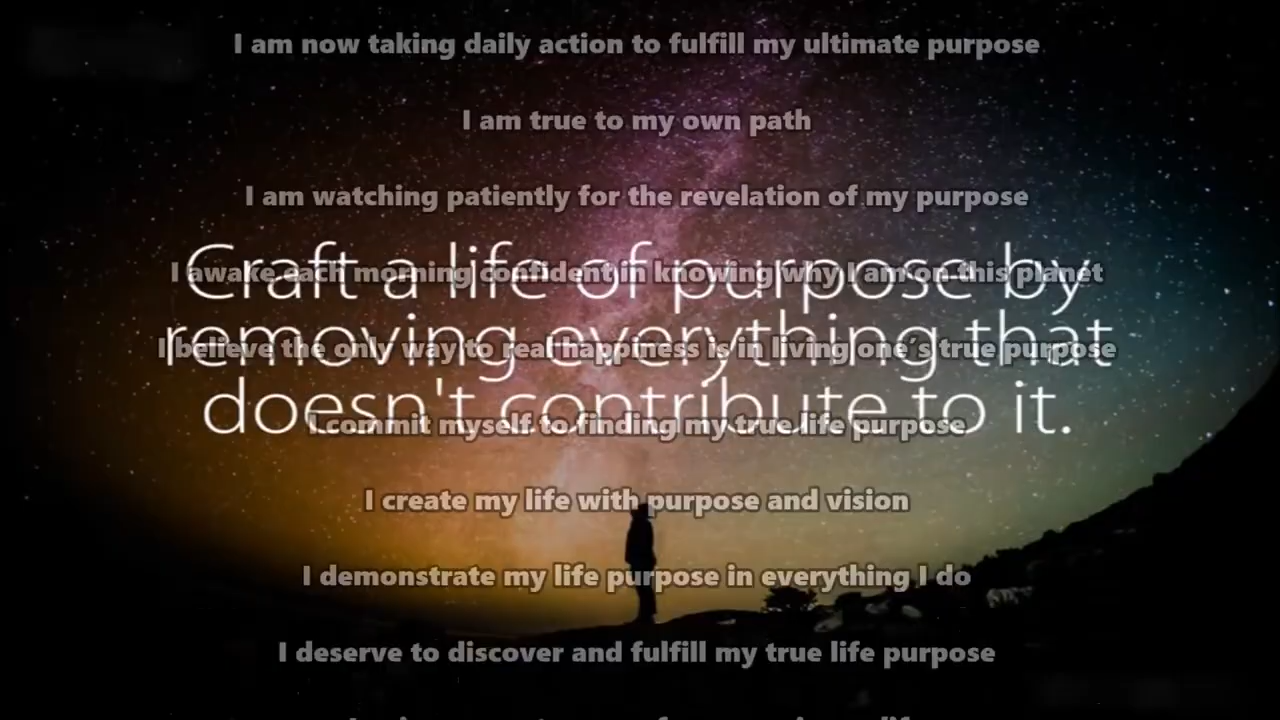 I am now taking daily action to fulfill my ultimate purpose
I am true to my own path
I am watching patiently for the revelation of my purpose
Craft a life of purpose by
I awake each morning confident in knowing why I am on this planet
removing everything that
I believe the only way to real happiness is in living one's true purpose
doesn't contribute to it.
I commit myself to finding my true life purpose
I create my life with purpose and vision
I demonstrate my life purpose in everything I do
I deserve to discover and fulfill my true life purpose